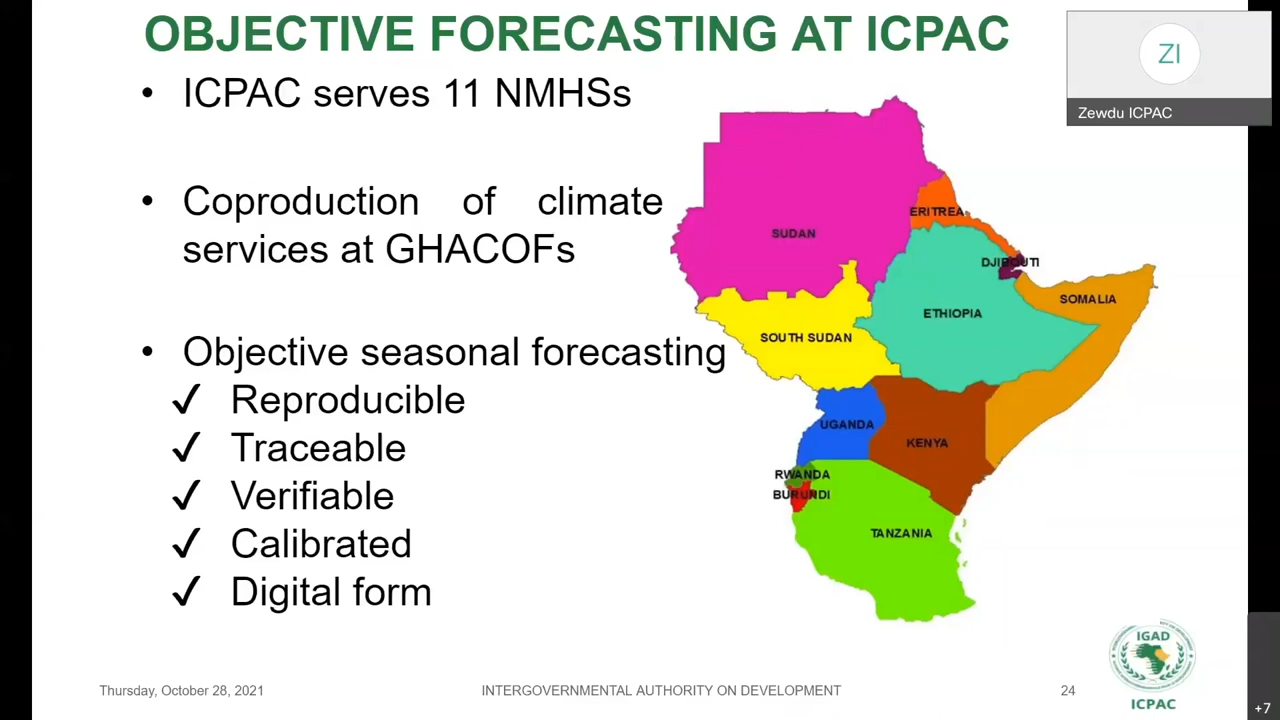 OBJECTIVE FORECASTING AT ICPAC
• ICPAC serves 11 NMHSs
• Coproduction of climate
services at GHACOFs
• Objective seasonal forecasting
✓ Reproducible
✓ Traceable
✓ Verifiable
✓ Calibrated
✓ Digital form
ZI
Zewdu ICPAC
SUDAN
ERITREA
DJIBOUTI
SOMALIA
ETHIOPIA
SOUTH SUDAN
UGANDA
KENYA
RWANDA
BURUNDI
TANZANIA
IGAD
ICPAC
Thursday, October 28, 2021
INTERGOVERNMENTAL AUTHORITY ON DEVELOPMENT
24
+7